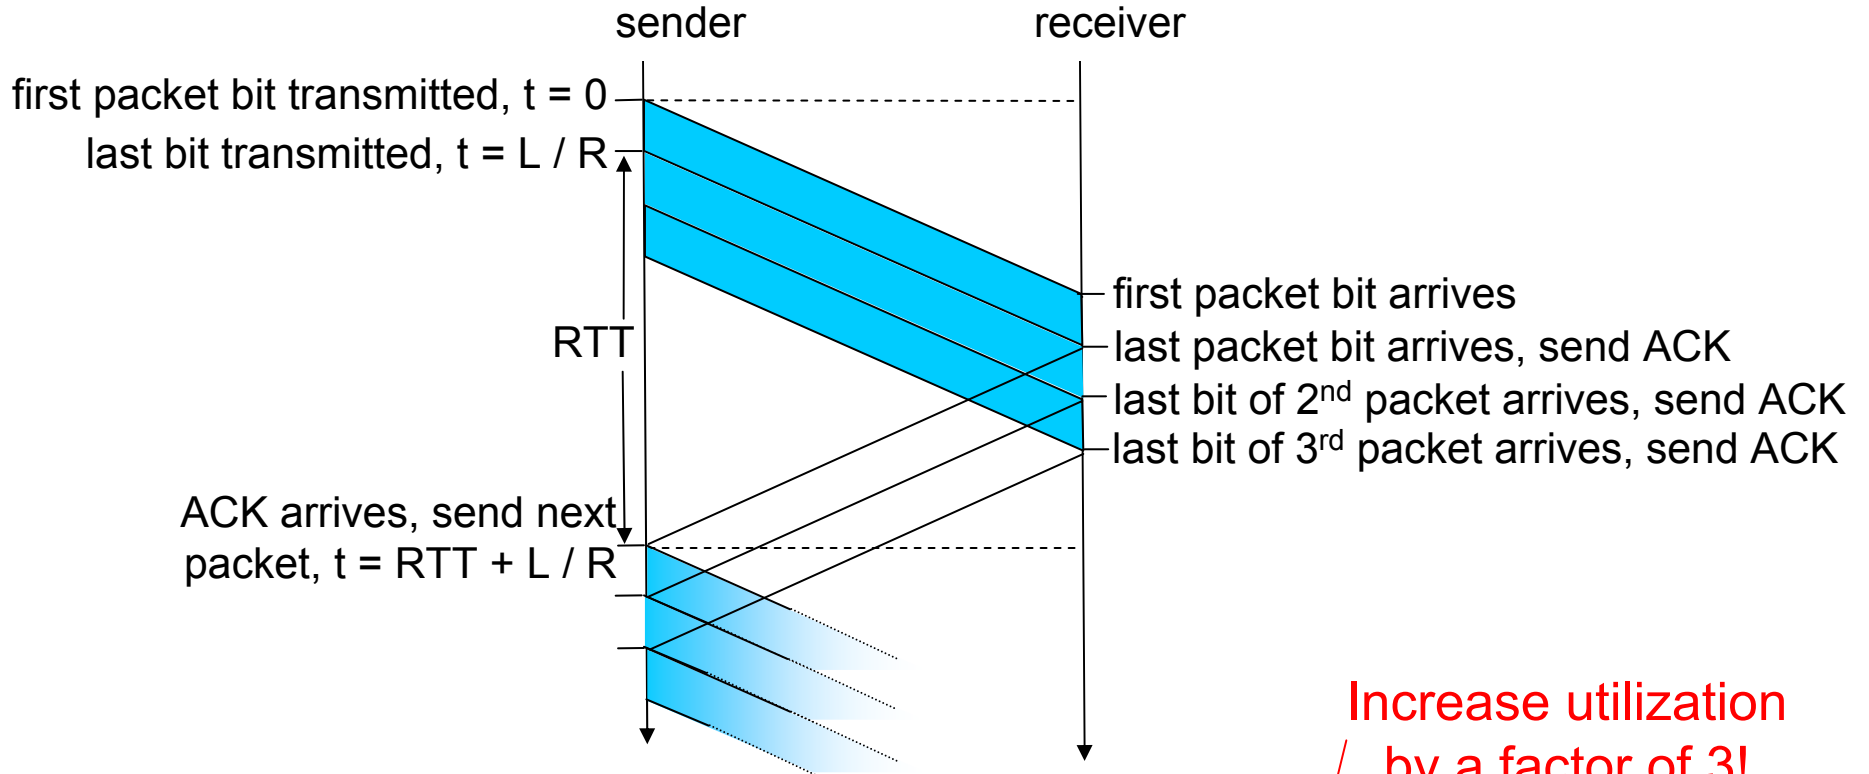 sender
receiver
first packet bit transmitted, t = 0
last bit transmitted, t = L / R
RTT
first packet bit arrives
last packet bit arrives, send ACK
last bit of 2nd packet arrives, send ACK
last bit of 3rd packet arrives, send ACK
ACK arrives, send next
packet, t = RTT + L / R
Increase utilization
by a factor of 3!